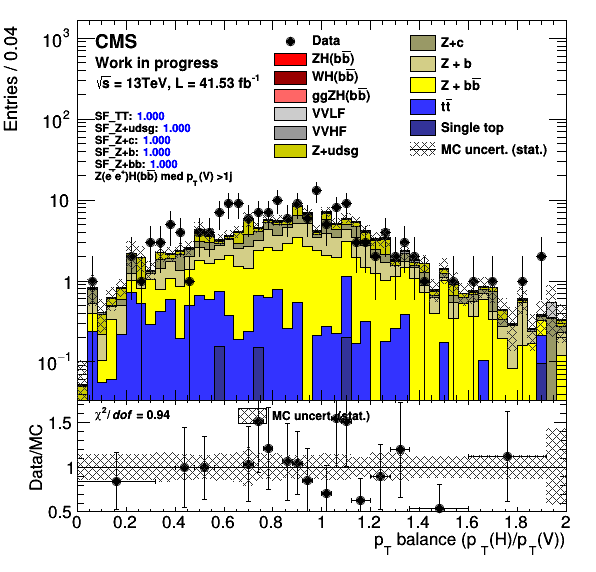 Entries / 0.04
10³
10²
10
1
10⁻¹
CMS
Work in progress
√s = 13TeV, L = 41.53 fb⁻¹
SF_TT: 1.000
SF_Z+udsg: 1.000
SF_Z+c: 1.000
SF_Z+b: 1.000
SF_Z+bb: 1.000
Z(e⁻e⁺)H(bb̅) med p_T(V) >1j
Data
ZH(bb̅)
WH(bb̅)
ggZH(bb̅)
VVLF
VVHF
Z+udsg
Z+c
Z + b
Z + bb̅
tt̅
Single top
MC uncert. (stat.)
Data/MC
1.5
1
0.5
χ²/dof = 0.94
MC uncert. (stat.)
0 0.2 0.4 0.6 0.8 1 1.2 1.4 1.6 1.8 2
p_T balance (p_T(H)/p_T(V))